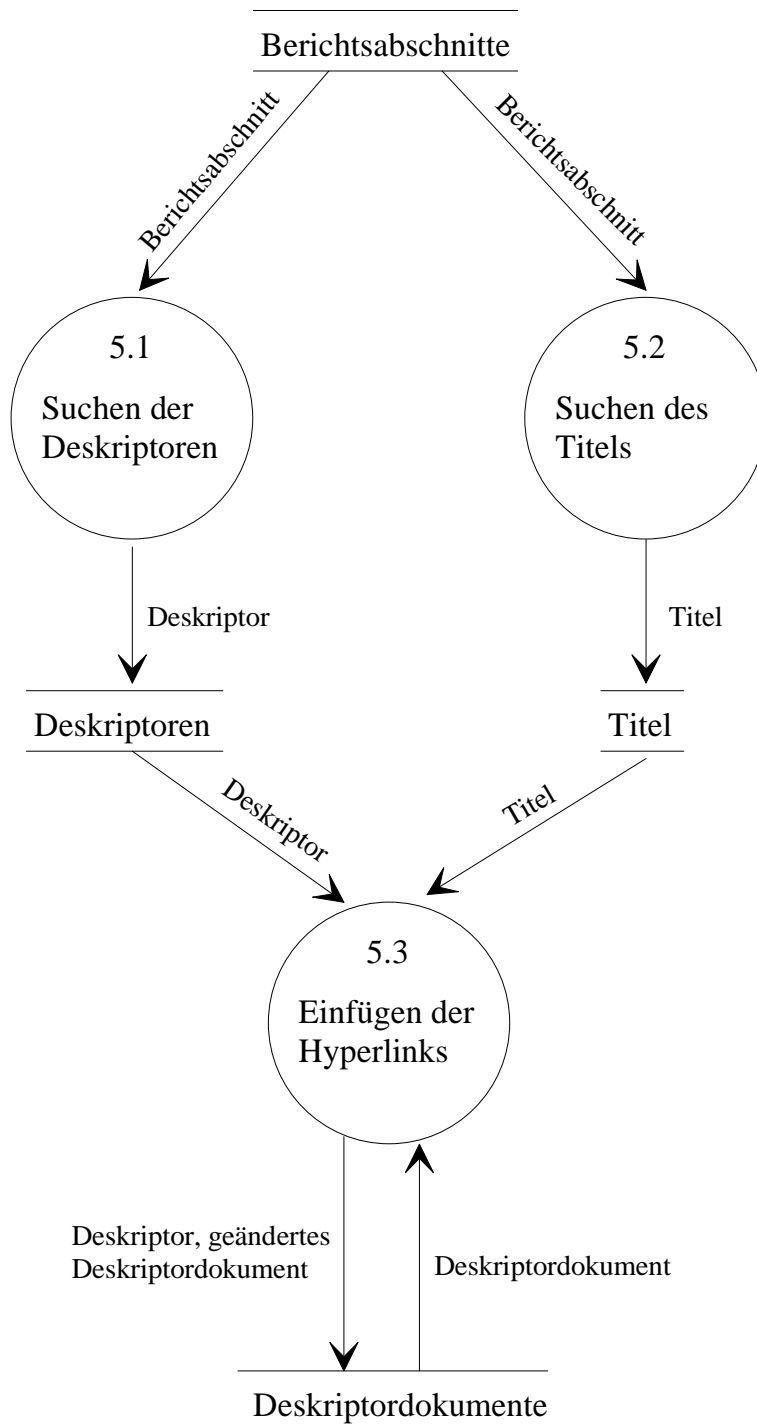 Berichtsabschnitte
Berichtsabschnitt
Berichtsabschnitt
5.1
Suchen der
Deskriptoren
5.2
Suchen des
Titels
Deskriptor
Titel
Deskriptoren
Titel
Deskriptor
Titel
5.3
Einfügen der
Hyperlinks
Deskriptor, geändertes
Deskriptordokument
Deskriptordokument
Deskriptordokumente